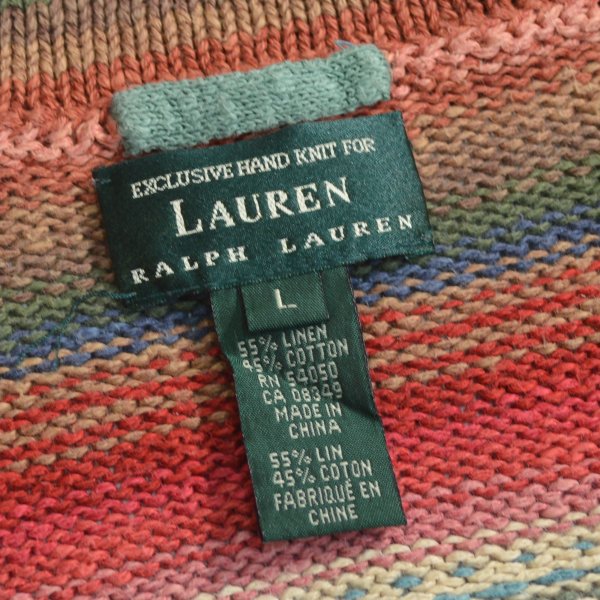 EXCLUSIVE HAND KNIT FOR
LAUREN
RALPH LAUREN
L
55% LINEN
45% COTTON
RN 54050
CA 08349
MADE IN
CHINA
55% LIN
45% COTON
FABRIQUÉ EN
CHINE